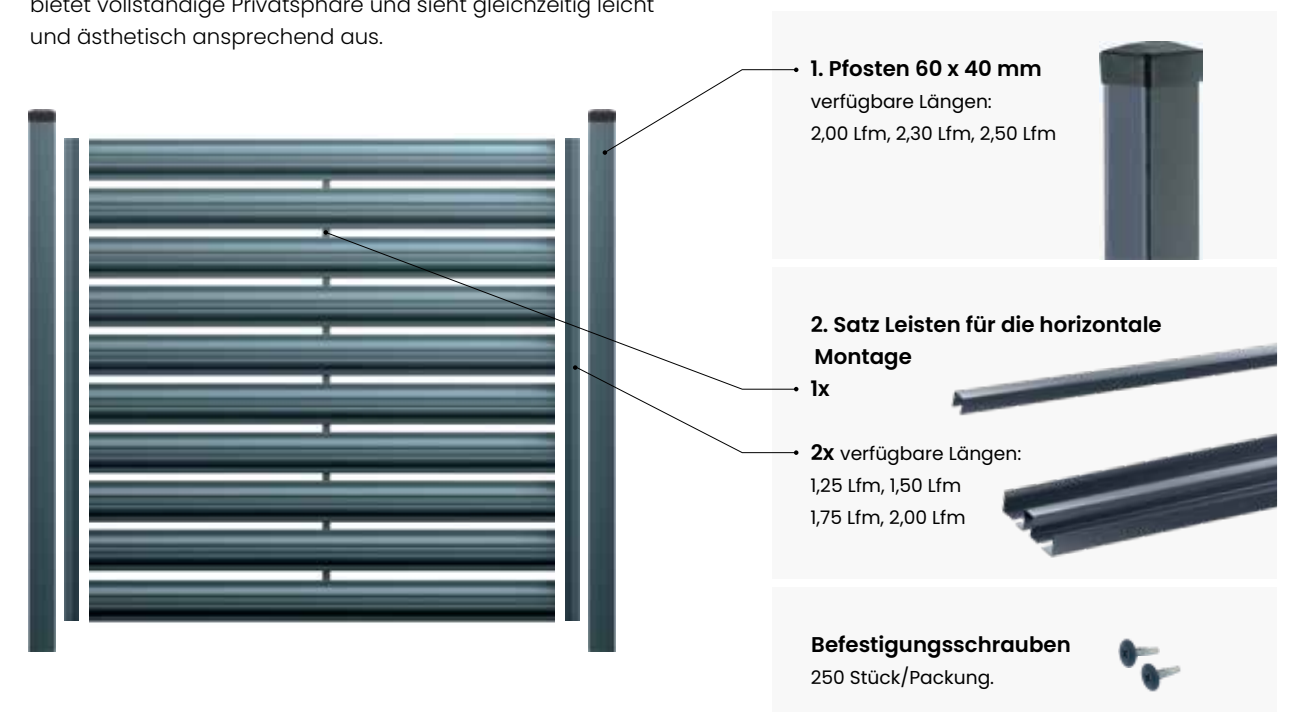 bietet vollständige Privatsphäre und sieht gleichzeitig leicht
und ästhetisch ansprechend aus.
1. Pfosten 60 x 40 mm
verfügbare Längen:
2,00 Lfm, 2,30 Lfm, 2,50 Lfm
2. Satz Leisten für die horizontale
Montage
1x
2x verfügbare Längen:
1,25 Lfm, 1,50 Lfm
1,75 Lfm, 2,00 Lfm
Befestigungsschrauben
250 Stück/Packung.